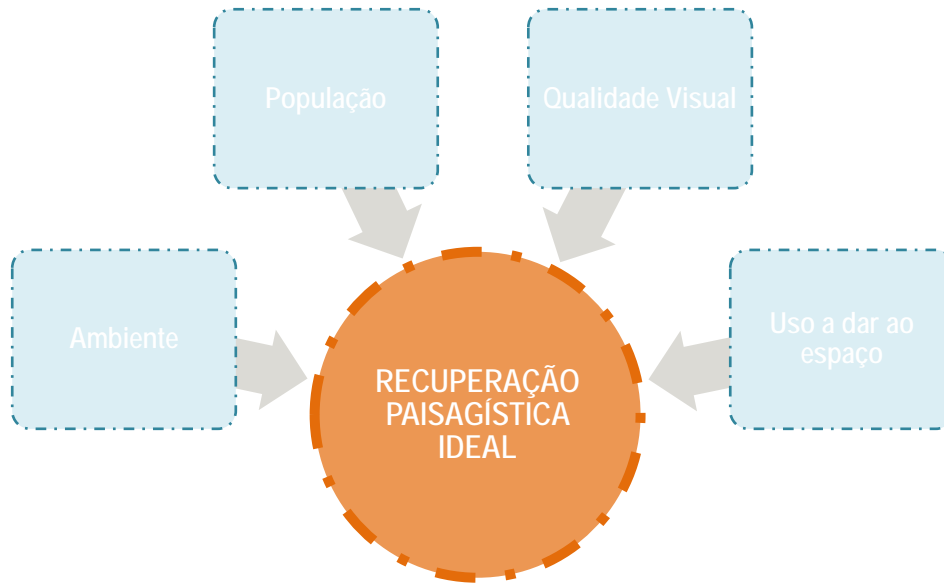 População
Qualidade Visual
Ambiente
Uso a dar ao
espaço
RECUPERAÇÃO
PAISAGÍSTICA
IDEAL